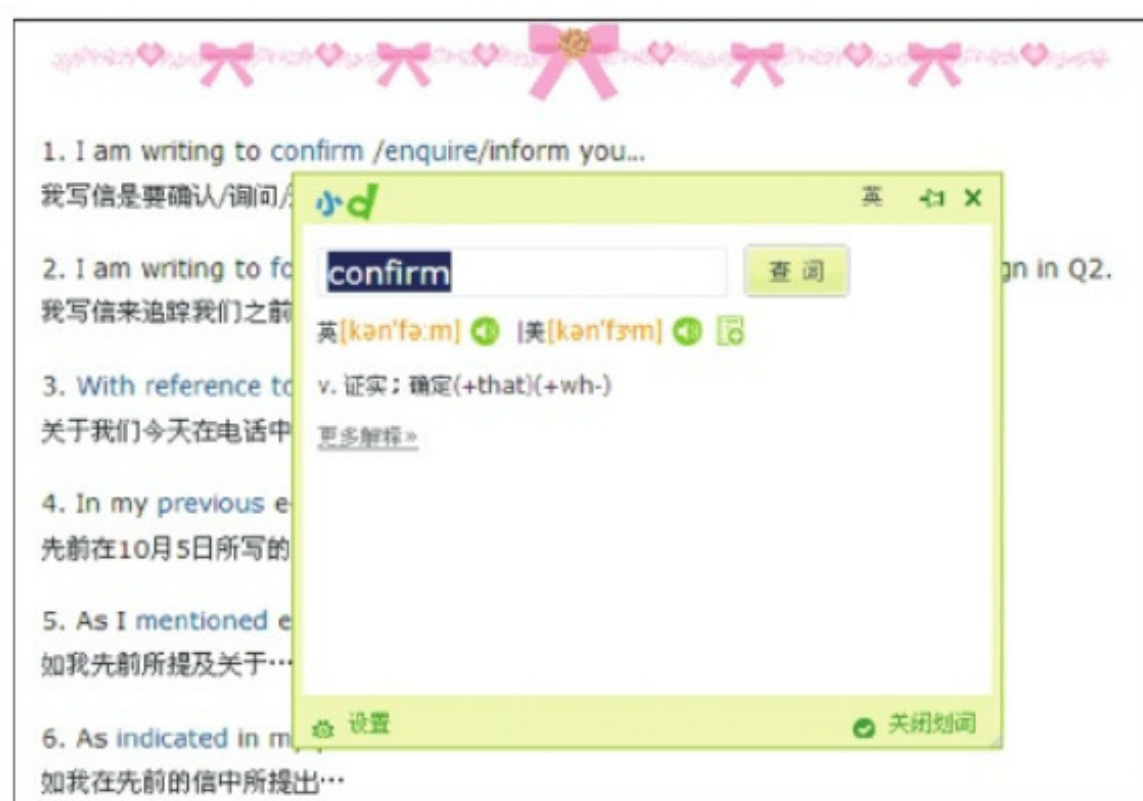 1. I am writing to confirm /enquire/inform you...
我写信是要确认/询问/
2. I am writing to fo
gn in Q2.
我写信来追踪我们之前
3. With reference to
关于我们今天在电话中
4. In my previous e-
先前在10月5日所写的
5. As I mentioned e
如我先前所提及关于…
6. As indicated in m
如我在先前的信中所提出…
小d
英
confirm
查 词
英[kən'fə:m] |美[kən'fɝm]
v. 证实；确定(+that)(+wh-)
更多解释»
设置
关闭划词